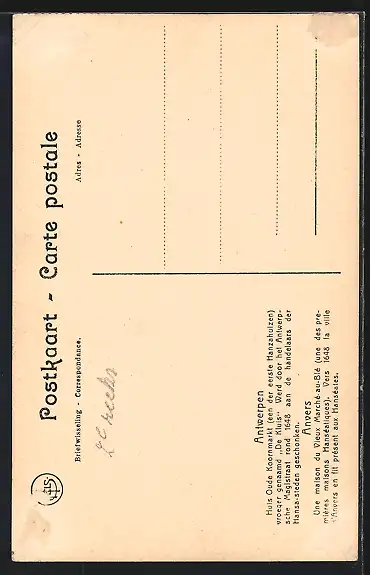 Postkaart - Carte postale
Briefwisseling - Correspondance.
Adres - Adresse
Antwerpen
Huis Oude Koornmarkt (een der eerste Hanzahuizen)
vroeger genaamd „De Kluis" Werd door het Antwerp-
sche Magistraat rond 1648 aan de handelaars der
Hansa-steden geschonken.
Anvers
Une maison du Vieux Marché-au-Blé (une des pre-
mières maisons Hanséatiques). Vers 1648 la ville
d'Anvers en fit présent aux Hanséates.